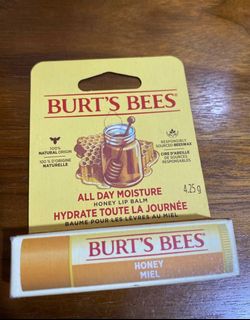 BURT'S BEES
100%
NATURAL ORIGIN
100 % D'ORIGINE
NATURELLE
RESPONSIBLY
SOURCED BEESWAX
CIRE D'ABEILLE
DE SOURCES
RESPONSABLES
ALL DAY MOISTURE
HONEY LIP BALM
4.25 g
HYDRATE TOUTE LA JOURNÉE
BAUME POUR LES LÈVRES AU MIEL
BURT'S BEES
HONEY
MIEL